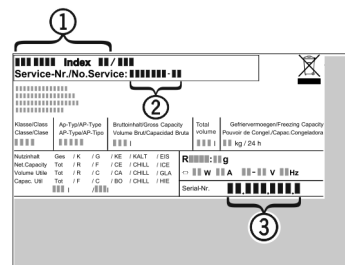 1
Index /
Service-Nr./No.Service: -
2
Klasse/Class
Classe/Clase
Ap-Typ/AP-Type
AP-Type/AP-Tipo
Bruttoinhalt/Gross Capacity
Volume Brut/Capacidad Bruta
l
Total
volume
l
Gefriervermoegen/Freezing Capacity
Pouvoir de Congel./Capac.Congeladora
kg / 24 h
Nutzinhalt Ges / K / G / KE / KALT / EIS
Net.Capacity Tot / R / F / CE / CHILL / ICE
Volume Utile Tot / R / C / CA / CHILL / GLA
Capac. Util Tot / F / C / BO / CHILL / HIE
l / l
R : g
W A - V Hz
Serial-Nr. . . .
3